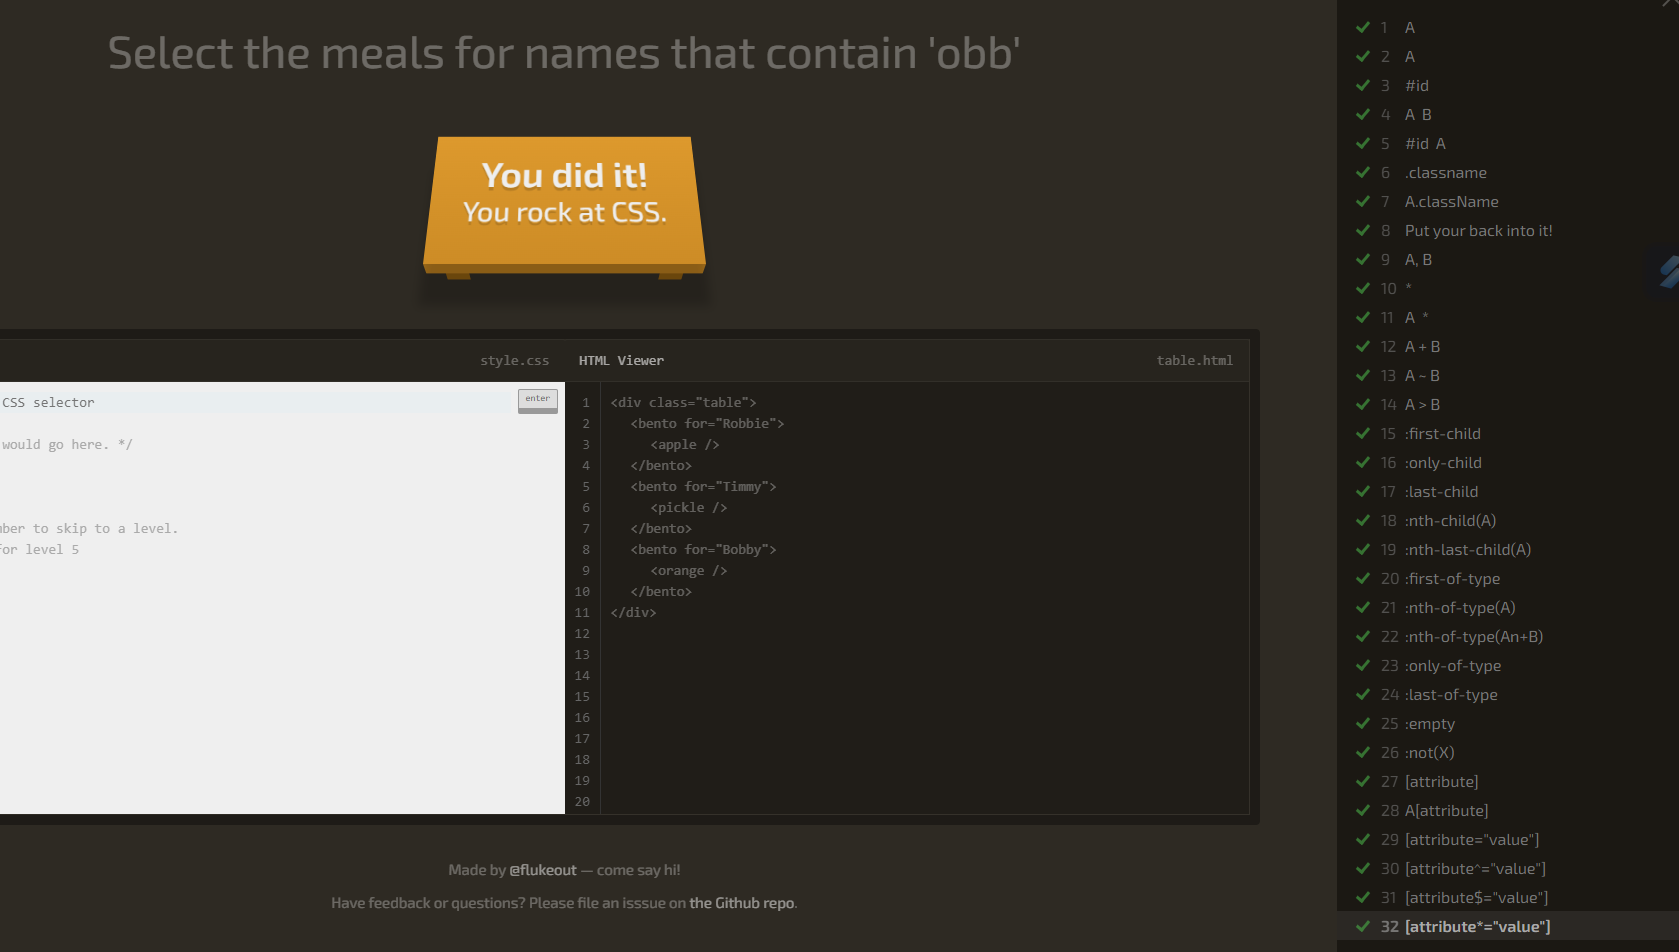 Select the meals for names that contain 'obb'
You did it!
You rock at CSS.
style.css
HTML Viewer
table.html
CSS selector
enter
would go here. */
to skip to a level.
level 5
1 <div class="table">
2 <bento for="Robbie">
3 <apple />
4 </bento>
5 <bento for="Timmy">
6 <pickle />
7 </bento>
8 <bento for="Bobby">
9 <orange />
10 </bento>
11 </div>
12
13
14
15
16
17
18
19
20
Made by @flukeout — come say hi!
Have feedback or questions? Please file an isssue on the Github repo.
1 A
2 A
3 #id
4 A B
5 #id A
6 .classname
7 A.className
8 Put your back into it!
9 A, B
10 *
11 A *
12 A + B
13 A ~ B
14 A > B
15 :first-child
16 :only-child
17 :last-child
18 :nth-child(A)
19 :nth-last-child(A)
20 :first-of-type
21 :nth-of-type(A)
22 :nth-of-type(An+B)
23 :only-of-type
24 :last-of-type
25 :empty
26 :not(X)
27 [attribute]
28 A[attribute]
29 [attribute="value"]
30 [attribute^="value"]
31 [attribute$="value"]
32 [attribute*="value"]